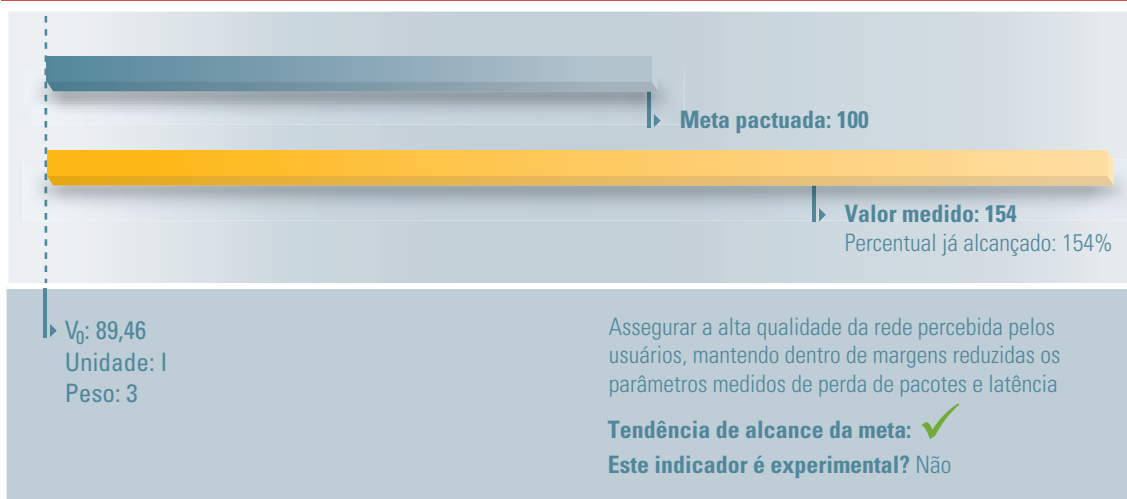 Meta pactuada: 100
Valor medido: 154
Percentual já alcançado: 154%
V0: 89,46
Unidade: I
Peso: 3
Assegurar a alta qualidade da rede percebida pelos
usuários, mantendo dentro de margens reduzidas os
parâmetros medidos de perda de pacotes e latência
Tendência de alcance da meta:
Este indicador é experimental? Não